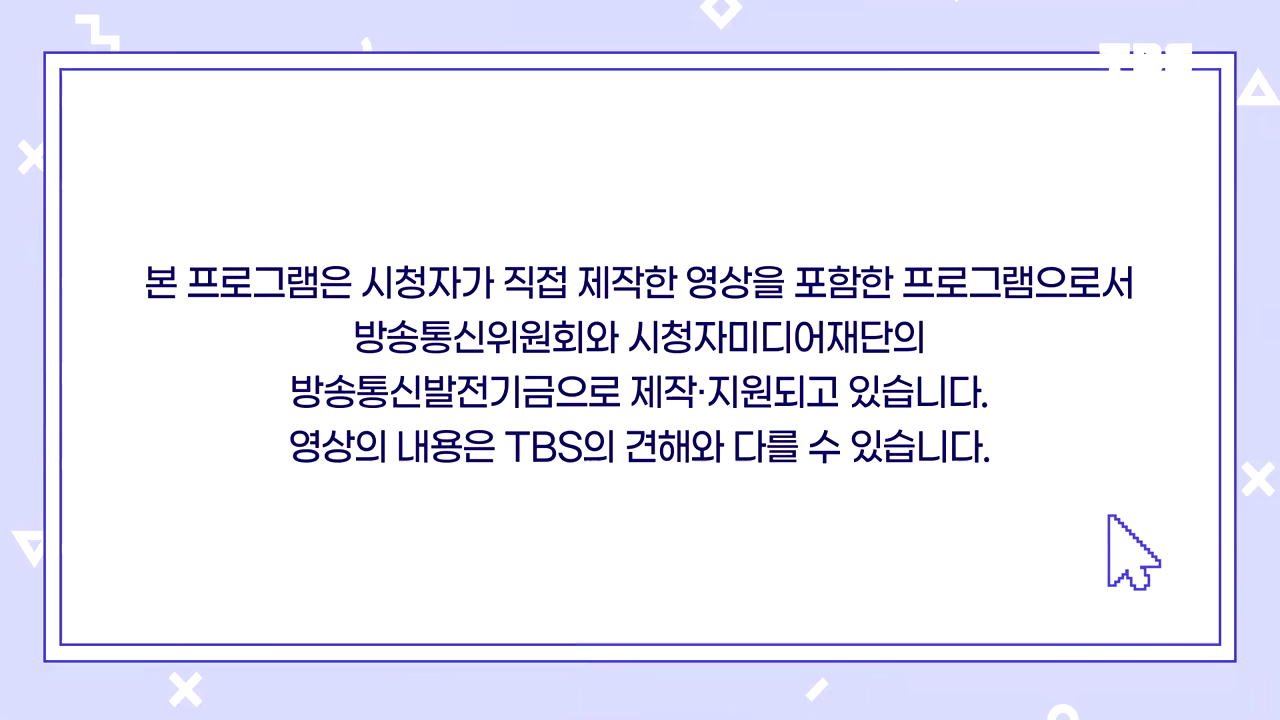 TBS
본 프로그램은 시청자가 직접 제작한 영상을 포함한 프로그램으로서
방송통신위원회와 시청자미디어재단의
방송통신발전기금으로 제작·지원되고 있습니다.
영상의 내용은 TBS의 견해와 다를 수 있습니다.